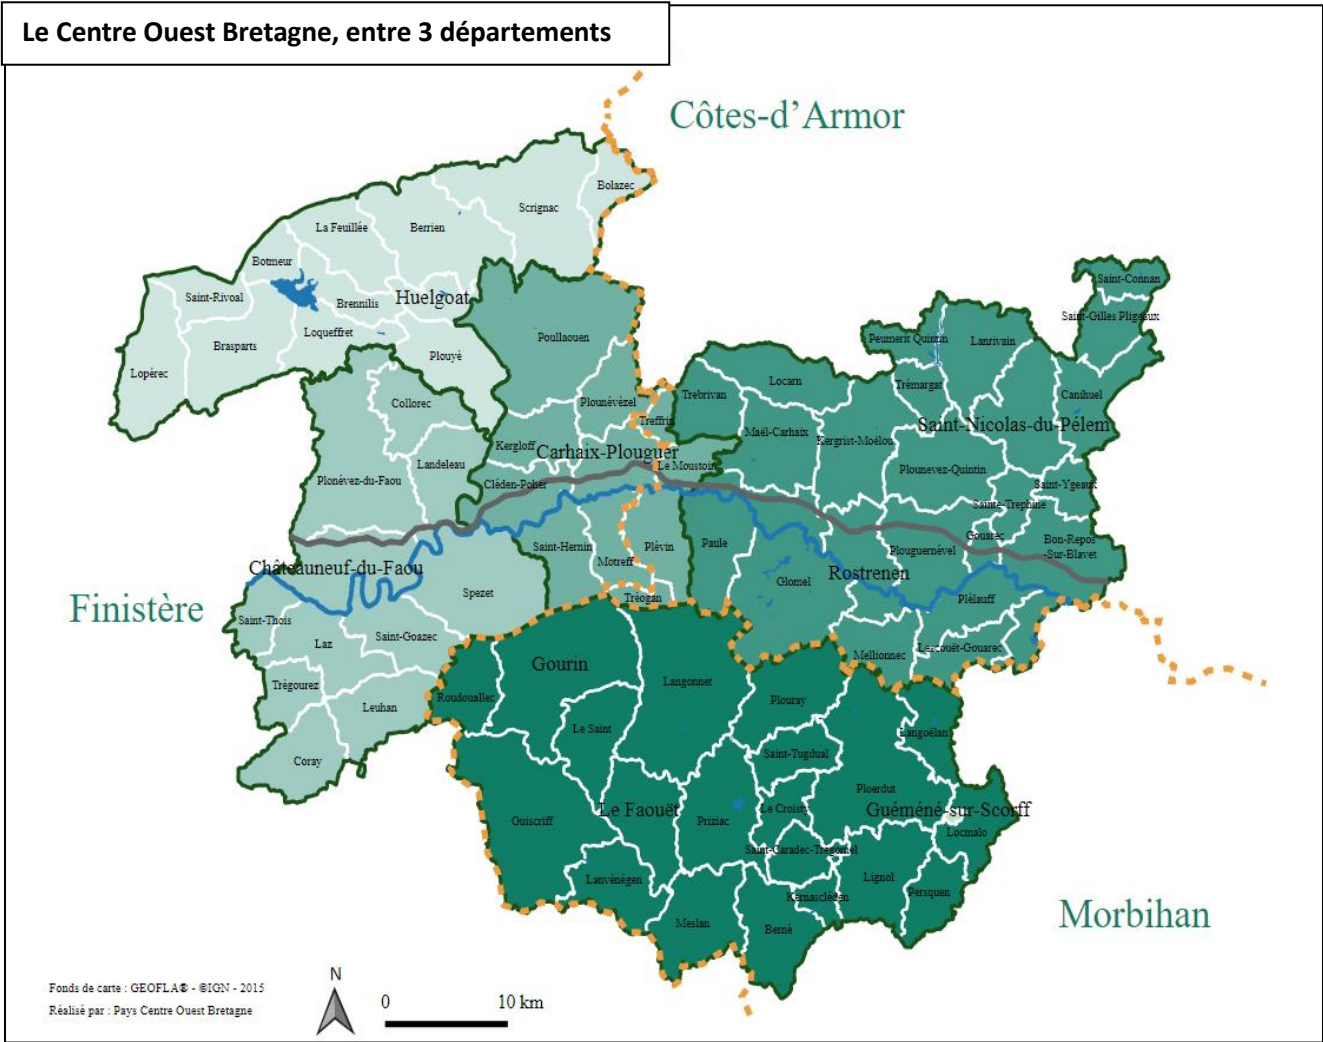 Le Centre Ouest Bretagne, entre 3 départements
Côtes-d'Armor
Bolazec
Scrignac
La Feuillée
Berrien
Botmeur
Saint-Rivoal
Brennilis
Huelgoat
Loqueffret
Brasparts
Plouyé
Lopérec
Poullaouen
Saint-Connan
Saint-Gilles Pligeaux
Peumerit Quintin
Lanrivain
Trémargat
Canihuel
Locarn
Trebrivan
Collorec
Plounévézel
Treffrin
Saint-Nicolas-du-Pélem
Maël-Carhaix
Kergrist-Moëlou
Kergloff
Carhaix-Plouguer
Landeleau
Le Moustoir
Plounevez-Quintin
Plonévez-du-Faou
Cléden-Poher
Saint-Ygeaux
Sainte-Trephine
Gouarec
Bon-Repos
-Sur-Blavet
Saint-Hernin
Motreff
Plévin
Paule
Plouguernével
Châteauneuf-du-Faou
Rostrenen
Glomel
Spezet
Tréogan
Plélauff
Finistère
Saint-Thois
Laz
Saint-Goazec
Mellionnec
Lescouët-Gouarec
Trégourez
Leuhan
Coray
Gourin
Roudouallec
Langonnet
Plouray
Le Saint
Langoëlan
Saint-Tugdual
Ploerdut
Guiscriff
Le Faouët
Priziac
Le Croisty
Guéméné-sur-Scorff
Locmalo
Saint-Caradec-Trégomel
Lanvénégen
Lignol
Persquen
Kernascléden
Meslan
Berné
Morbihan
Fonds de carte : GEOFLA® - ©IGN - 2015
Réalisé par : Pays Centre Ouest Bretagne
N
0 10 km